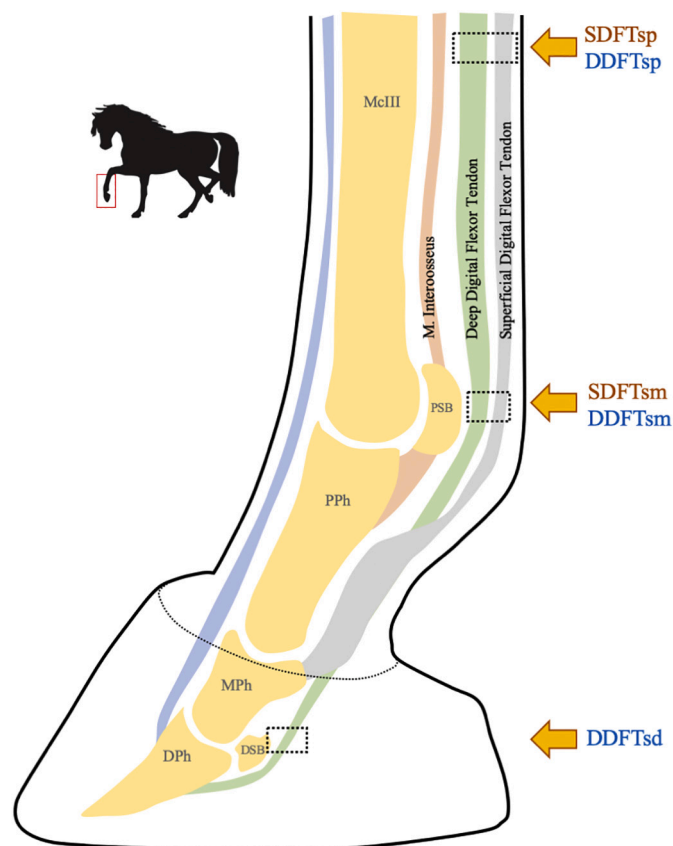 SDFTsp
DDFTsp
McIII
M. Interoosseus
Deep Digital Flexor Tendon
Superficial Digital Flexor Tendon
PSB
SDFTsm
DDFTsm
PPh
MPh
DSB
DPh
DDFTsd